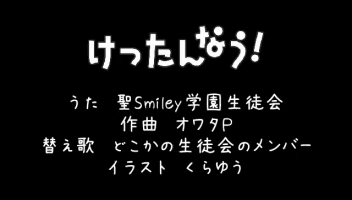 けったんなう!
うた 聖Smiley学園生徒会
作曲 オワタP
替え歌 どこかの生徒会のメンバー
イラスト くらゆう